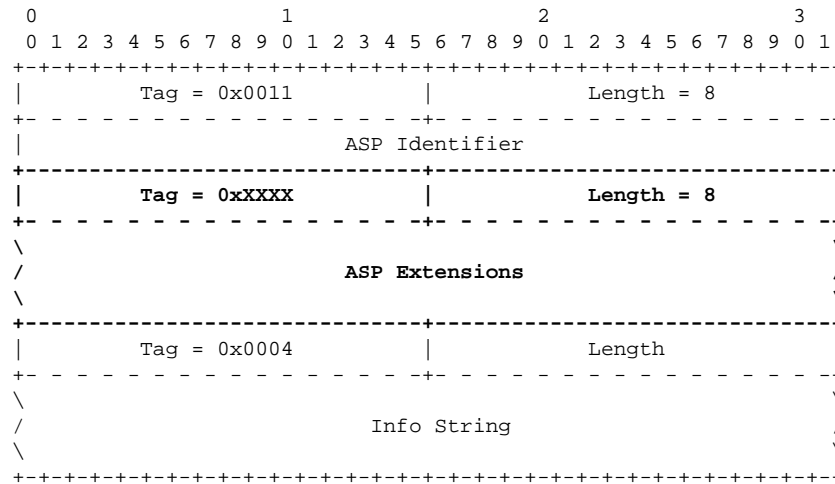 0                   1                   2                   3
0 1 2 3 4 5 6 7 8 9 0 1 2 3 4 5 6 7 8 9 0 1 2 3 4 5 6 7 8 9 0 1
+-+-+-+-+-+-+-+-+-+-+-+-+-+-+-+-+-+-+-+-+-+-+-+-+-+-+-+-+-+-+-+-
|         Tag = 0x0011          |            Length = 8
+- - - - - - - - - - - - - - - -+- - - - - - - - - - - - - - - --
|                         ASP Identifier
+-------------------------------+--------------------------------
|         Tag = 0xXXXX          |            Length = 8
+- - - - - - - - - - - - - - - -+- - - - - - - - - - - - - - - --
\                                                               \
/                         ASP Extensions                        /
\                                                               \
+-------------------------------+--------------------------------
|         Tag = 0x0004          |            Length
+- - - - - - - - - - - - - - - -+- - - - - - - - - - - - - - - --
\                                                               \
/                           Info String                         /
\                                                               \
+-+-+-+-+-+-+-+-+-+-+-+-+-+-+-+-+-+-+-+-+-+-+-+-+-+-+-+-+-+-+-+-